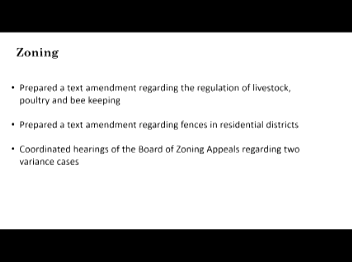 Zoning
• Prepared a text amendment regarding the regulation of livestock,
poultry and bee keeping
• Prepared a text amendment regarding fences in residential districts
• Coordinated hearings of the Board of Zoning Appeals regarding two
variance cases